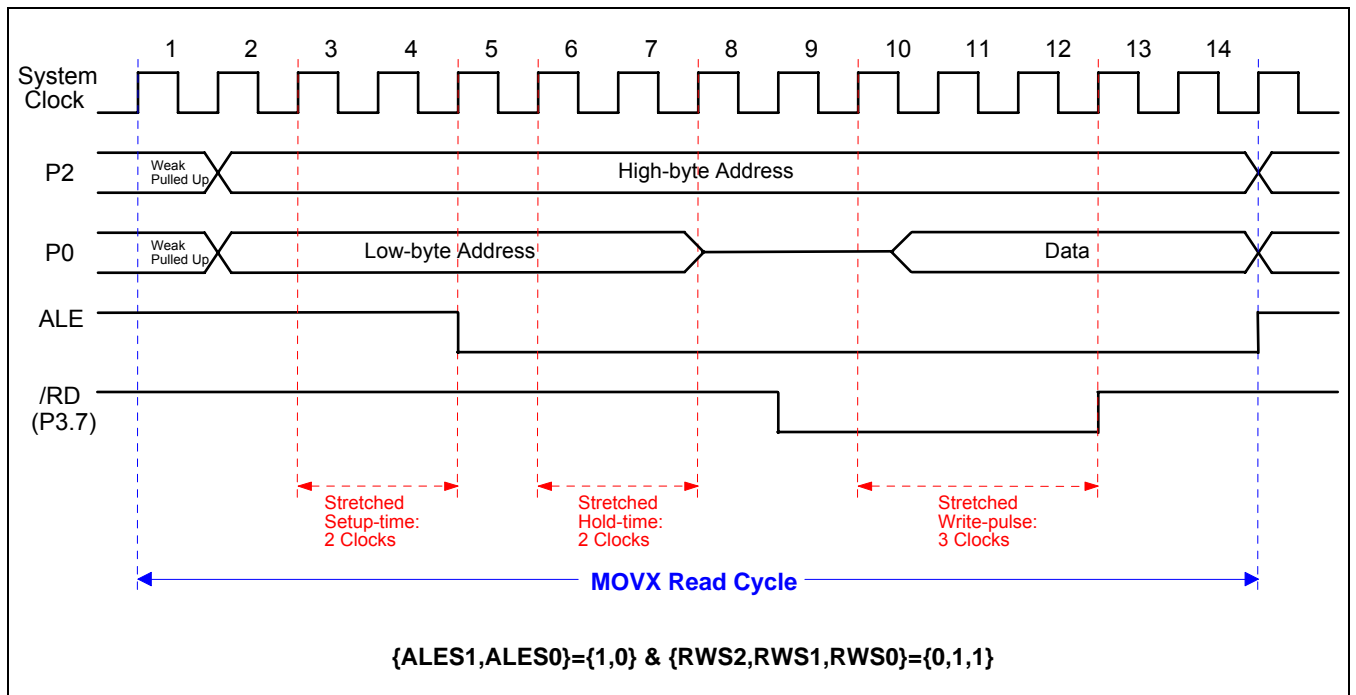 1 2 3 4 5 6 7 8 9 10 11 12 13 14
System
Clock
P2
Weak
Pulled Up
High-byte Address
P0
Weak
Pulled Up
Low-byte Address
Data
ALE
/RD
(P3.7)
Stretched
Setup-time:
2 Clocks
Stretched
Hold-time:
2 Clocks
Stretched
Write-pulse:
3 Clocks
MOVX Read Cycle
{ALES1,ALES0}={1,0} & {RWS2,RWS1,RWS0}={0,1,1}